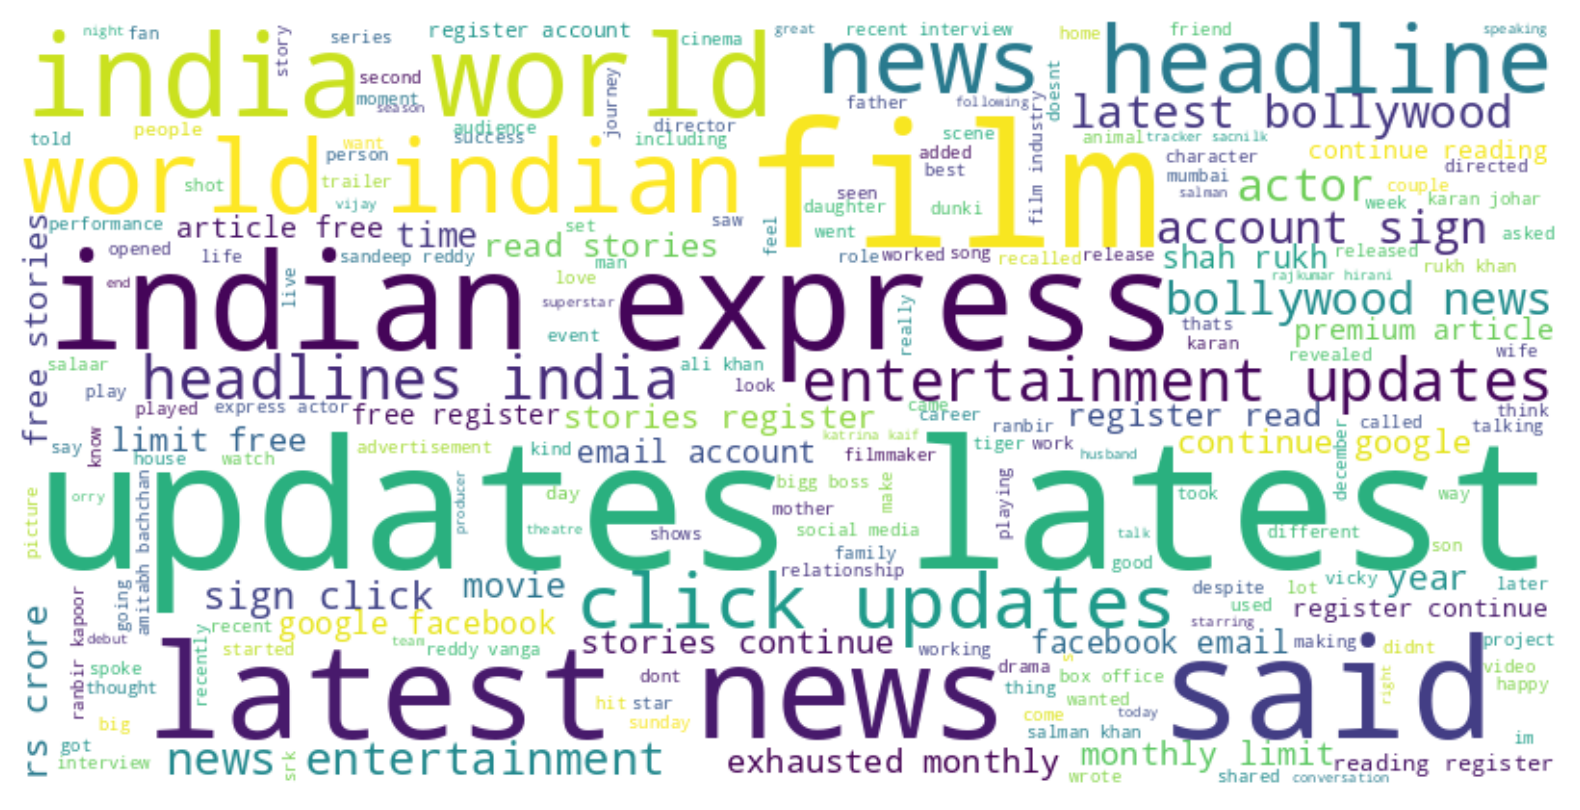 night fan
story
series
register account
cinema
great
recent interview
home
friend
speaking
india world
news headline
second
moment
season
journey
father
following
doesnt
latest bollywood
told
people
audience
success
director
including
want
person
scene
added
best
film industry
animal
tracker sacnilk
character
mumbai
salman
continue reading
directed
world indian
film
shot
trailer
vijay
seen
daughter
dunki
actor
couple
week
karan johar
performance
article free
time
set
saw
feel
went
account sign
asked
free stories
opened
life
sandeep reddy
read stories
man
role
worked
song
recalled
release
shah rukh
released
rukh khan
rajkumar hirani
end
live
love
superstar
indian express
bollywood news
event
really
thats
karan
premium article
revealed
wife
salaar
play
headlines india
ali khan
look
entertainment updates
played
express actor
free register
stories register
came
career
ranbir
register read
called
think
talking
say
know
limit free
house
watch
advertisement
kind
email account
katrina kaif
filmmaker
tiger
work
husband
december
continue google
picture
orry
amitabh bachchan
updates latest
producer
day
theatre
bigg boss
mother
make
shows
social media
playing
took
talk
different
way
good
son
family
relationship
rs crore
ranbir kapoor
going
debut
sign click
movie
click updates
despite
lot
used
vicky
year
later
starring
register continue
recent
google facebook
started
recently
team
reddy vanga
stories continue
working
facebook email
making
didnt
project
spoke
thought
big
latest news
dont
hit
star
sunday
drama
thing
s
box office
wanted
come
today
salman khan
said
right
video
happy
got
interview
news entertainment
srk
exhausted monthly
monthly limit
wrote
im
reading register
shared
conversation